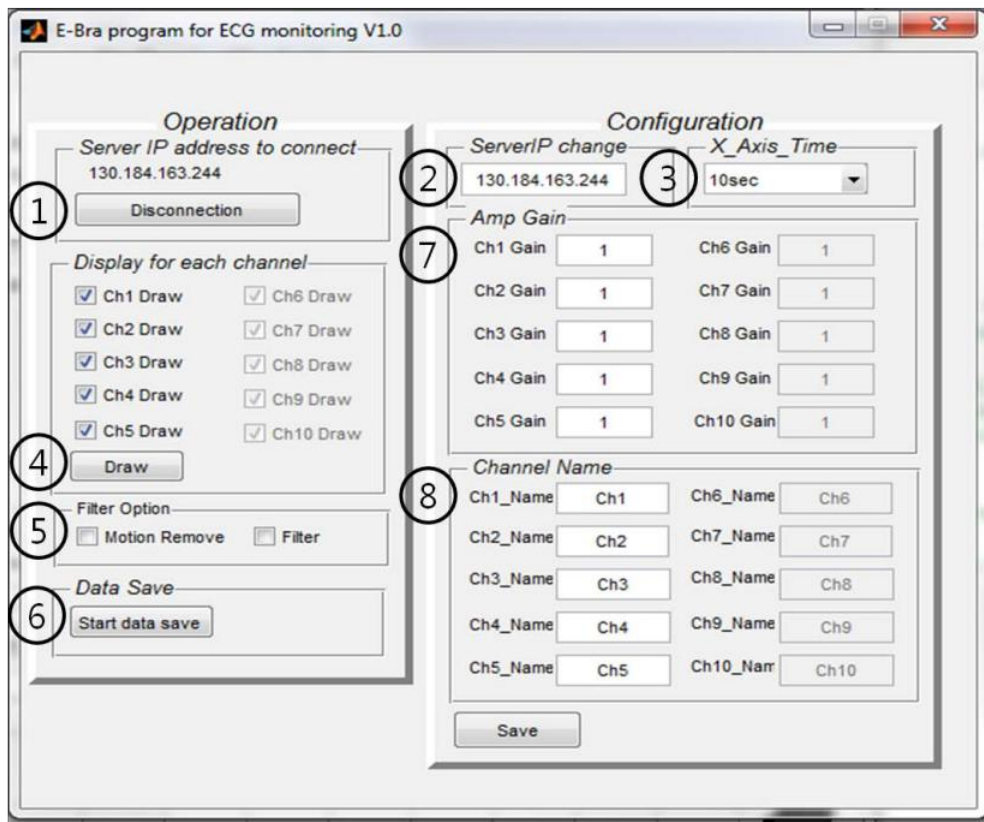 E-Bra program for ECG monitoring V1.0
Operation
Server IP address to connect
130.184.163.244
1
Disconnection
Display for each channel
Ch1 Draw
Ch6 Draw
Ch2 Draw
Ch7 Draw
Ch3 Draw
Ch8 Draw
Ch4 Draw
Ch9 Draw
Ch5 Draw
Ch10 Draw
4
Draw
Filter Option
5
Motion Remove
Filter
Data Save
6
Start data save
Configuration
ServerIP change
2
130.184.163.244
X_Axis_Time
3
10sec
Amp Gain
7
Ch1 Gain 1
Ch6 Gain 1
Ch2 Gain 1
Ch7 Gain 1
Ch3 Gain 1
Ch8 Gain 1
Ch4 Gain 1
Ch9 Gain 1
Ch5 Gain 1
Ch10 Gain 1
Channel Name
8
Ch1_Name Ch1
Ch6_Name Ch6
Ch2_Name Ch2
Ch7_Name Ch7
Ch3_Name Ch3
Ch8_Name Ch8
Ch4_Name Ch4
Ch9_Name Ch9
Ch5_Name Ch5
Ch10_Nam Ch10
Save